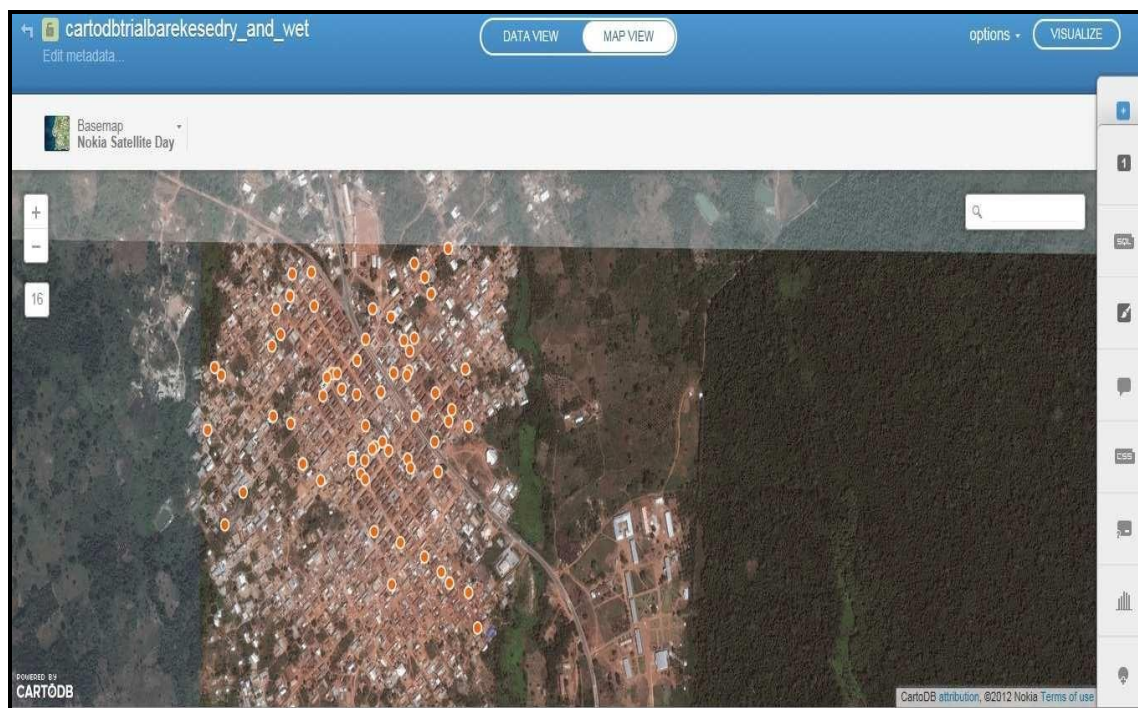 cartodbtrialbarekesedry_and_wet
Edit metadata...
DATA VIEW
MAP VIEW
options
VISUALIZE
Basemap
Nokia Satellite Day
+
1
+
−
16
SQL
CSS
POWERED BY
CARTODB
CartoDB attribution, ©2012 Nokia Terms of use